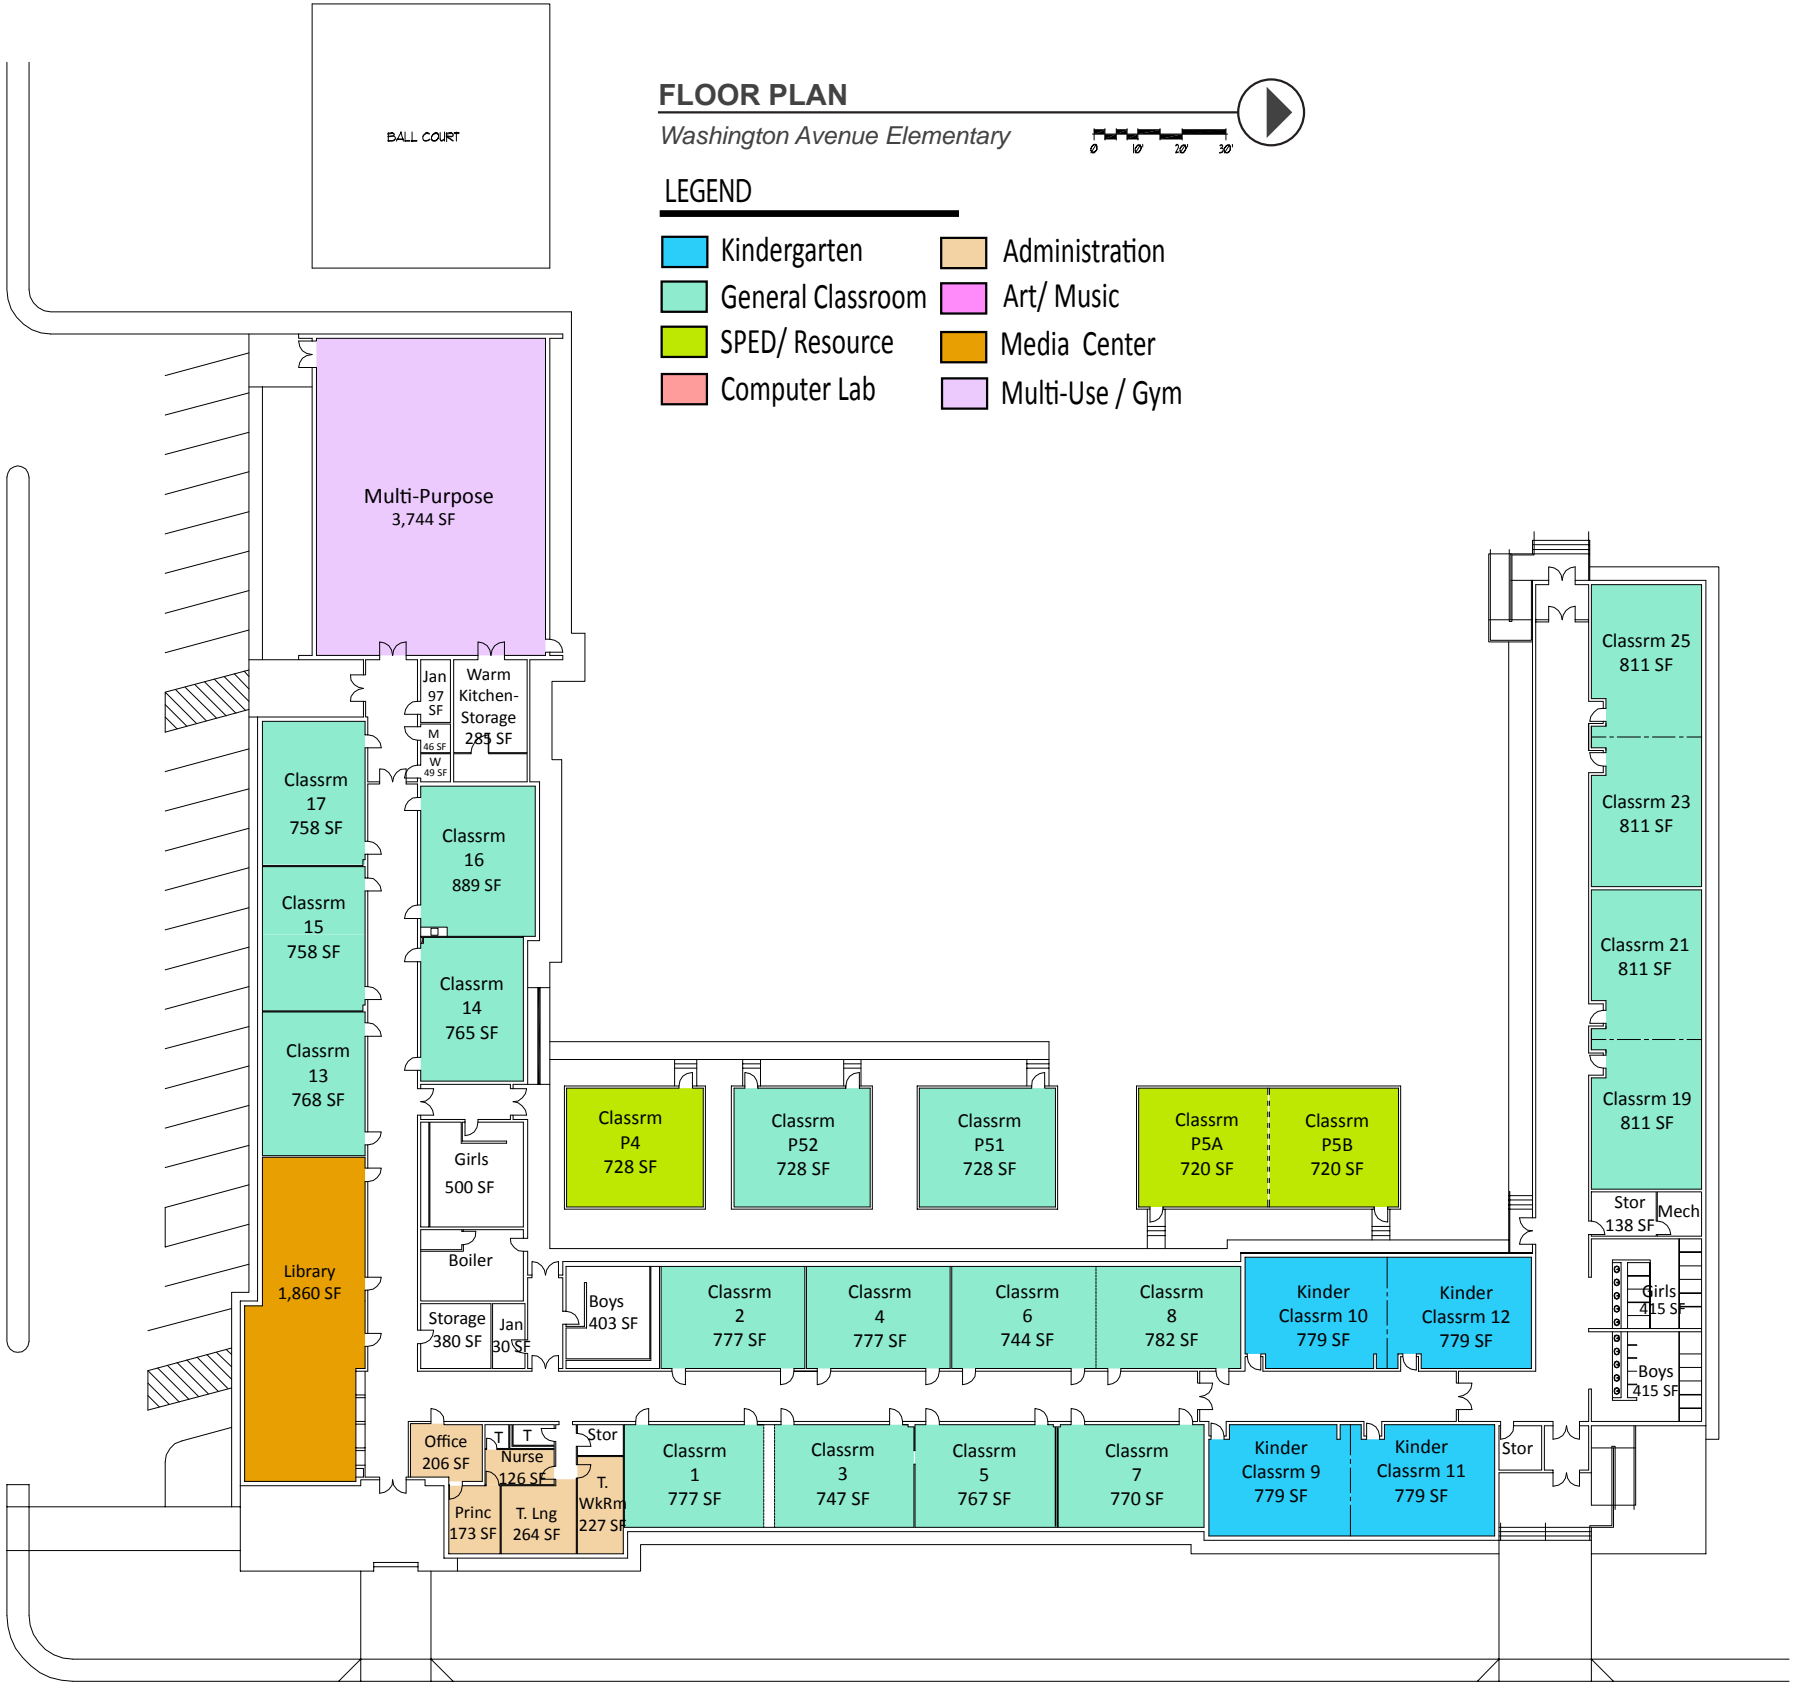 FLOOR PLAN
Washington Avenue Elementary
0 10' 20' 30'
LEGEND
Kindergarten
Administration
General Classroom
Art/ Music
SPED/ Resource
Media Center
Computer Lab
Multi-Use / Gym
BALL COURT
Multi-Purpose
3,744 SF
Jan
97
SF
Warm
Kitchen-
Storage
285 SF
M
46 SF
W
49 SF
Classrm
17
758 SF
Classrm
16
889 SF
Classrm
15
758 SF
Classrm
14
765 SF
Classrm
13
768 SF
Girls
500 SF
Library
1,860 SF
Boiler
Storage
380 SF
Jan
30 SF
Boys
403 SF
Classrm
P4
728 SF
Classrm
P52
728 SF
Classrm
P51
728 SF
Classrm
P5A
720 SF
Classrm
P5B
720 SF
Classrm
2
777 SF
Classrm
4
777 SF
Classrm
6
744 SF
Classrm
8
782 SF
Kinder
Classrm 10
779 SF
Kinder
Classrm 12
779 SF
Classrm 25
811 SF
Classrm 23
811 SF
Classrm 21
811 SF
Classrm 19
811 SF
Stor
138 SF
Mech
Girls
415 SF
Boys
415 SF
Office
206 SF
T
T
Nurse
126 SF
Stor
Princ
173 SF
T. Lng
264 SF
T.
WkRm
227 SF
Classrm
1
777 SF
Classrm
3
747 SF
Classrm
5
767 SF
Classrm
7
770 SF
Kinder
Classrm 9
779 SF
Kinder
Classrm 11
779 SF
Stor